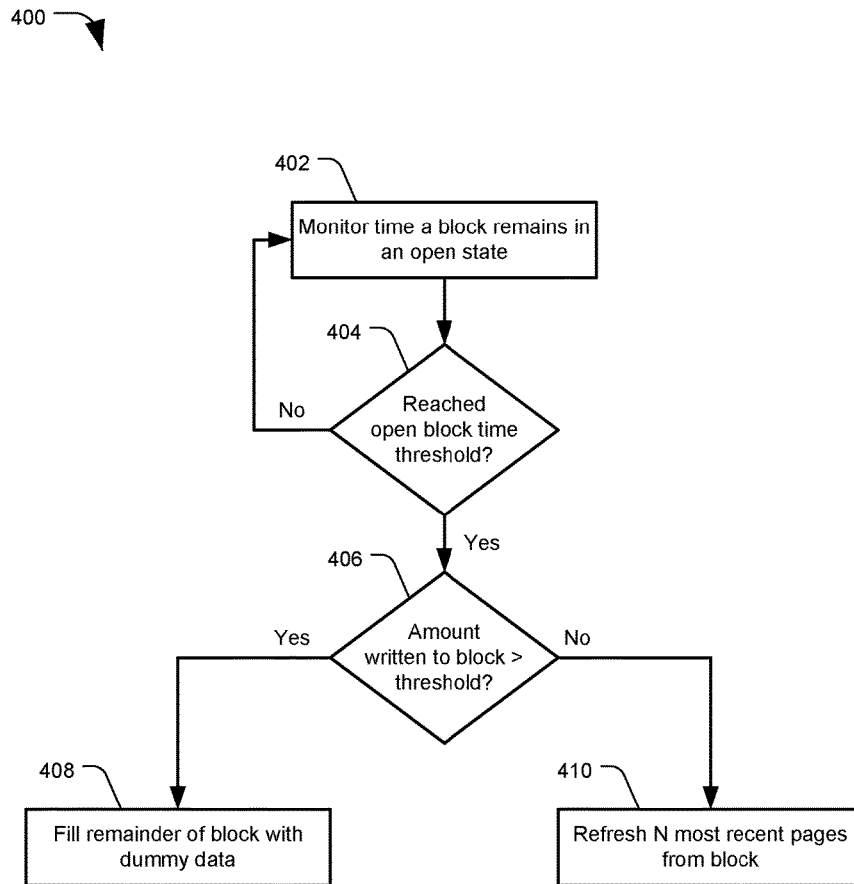 400
402
Monitor time a block remains in
an open state
404
No
Reached
open block time
threshold?
Yes
406
Yes
Amount
written to block >
threshold?
No
408
Fill remainder of block with
dummy data
410
Refresh N most recent pages
from block